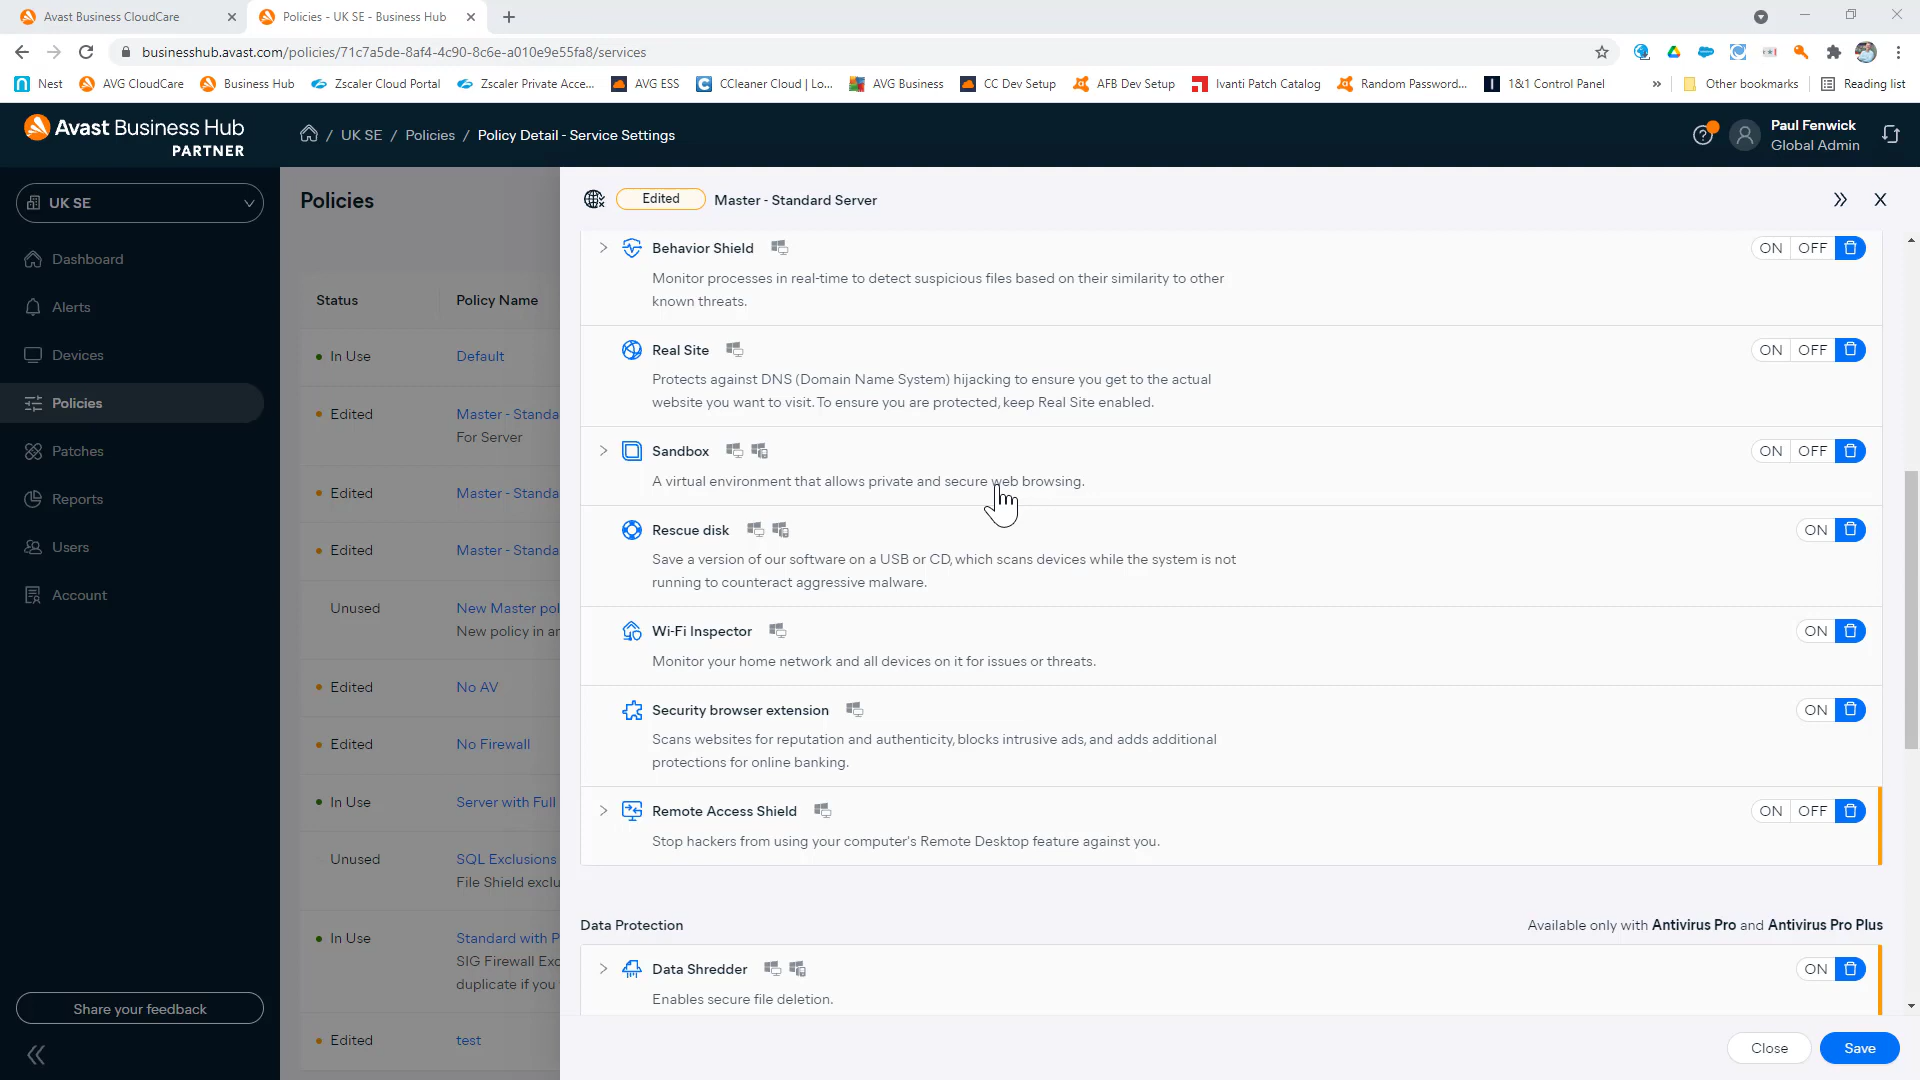 Avast Business CloudCare
Policies - UK SE - Business Hub
businesshub.avast.com/policies/71c7a5de-8af4-4c90-8c6e-a010e9e55fa8/services
Nest
AVG CloudCare
Business Hub
Zscaler Cloud Portal
Zscaler Private Acce...
AVG ESS
CCleaner Cloud | Lo...
AVG Business
CC Dev Setup
AFB Dev Setup
Ivanti Patch Catalog
Random Password...
1&1 Control Panel
Other bookmarks
Reading list
Avast Business Hub
PARTNER
/ UK SE / Policies / Policy Detail - Service Settings
Paul Fenwick
Global Admin
UK SE
Dashboard
Alerts
Devices
Policies
Patches
Reports
Users
Account
Share your feedback
Policies
Status
Policy Name
In Use
Default
Edited
Master - Standa
For Server
Edited
Master - Standa
Edited
Master - Standa
Unused
New Master pol
New policy in ar
Edited
No AV
Edited
No Firewall
In Use
Server with Full
Unused
SQL Exclusions
File Shield exclu
In Use
Standard with P
SIG Firewall Exc
duplicate if you
Edited
test
Edited
Master - Standard Server
Behavior Shield
ON OFF
Monitor processes in real-time to detect suspicious files based on their similarity to other
known threats.
Real Site
ON OFF
Protects against DNS (Domain Name System) hijacking to ensure you get to the actual
website you want to visit. To ensure you are protected, keep Real Site enabled.
Sandbox
ON OFF
A virtual environment that allows private and secure web browsing.
Rescue disk
ON
Save a version of our software on a USB or CD, which scans devices while the system is not
running to counteract aggressive malware.
Wi-Fi Inspector
ON
Monitor your home network and all devices on it for issues or threats.
Security browser extension
ON
Scans websites for reputation and authenticity, blocks intrusive ads, and adds additional
protections for online banking.
Remote Access Shield
ON OFF
Stop hackers from using your computer's Remote Desktop feature against you.
Data Protection
Available only with Antivirus Pro and Antivirus Pro Plus
Data Shredder
ON
Enables secure file deletion.
Close
Save